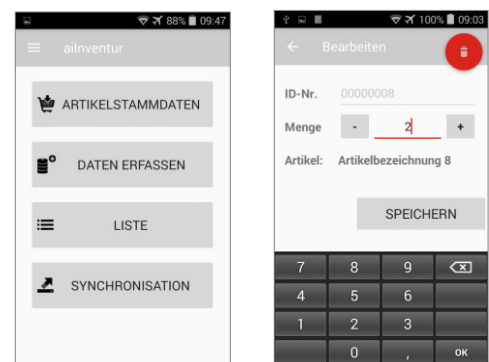 88% 09:47
aiInventur
ARTIKELSTAMMDATEN
DATEN ERFASSEN
LISTE
SYNCHRONISATION
100% 09:03
Bearbeiten
ID-Nr. 00000008
Menge - 2 +
Artikel: Artikelbezeichnung 8
SPEICHERN
7 8 9
4 5 6
1 2 3
0 , OK